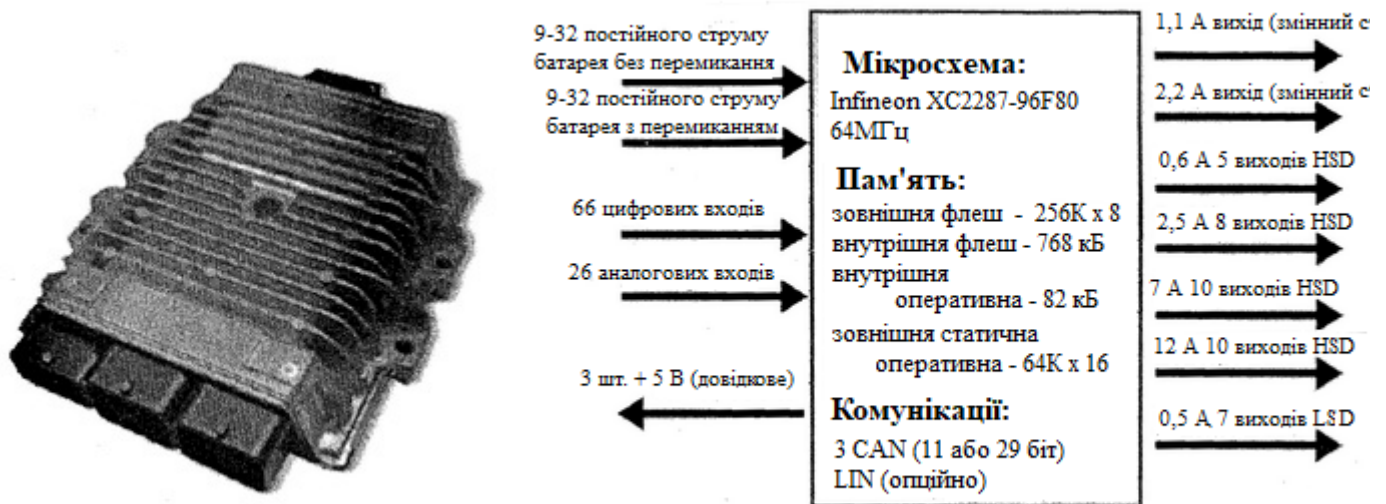 9-32 постійного струму
батарея без перемикання
9-32 постійного струму
батарея з перемиканням
66 цифрових входів
26 аналогових входів
3 шт. + 5 В (довідкове)
Мікросхема:
Infineon XC2287-96F80
64МГц
Пам'ять:
зовнішня флеш - 256К х 8
внутрішня флеш - 768 кБ
внутрішня
оперативна - 82 кБ
зовнішня статична
оперативна - 64К х 16
Комунікації:
3 CAN (11 або 29 біт)
LIN (опційно)
1,1 А вихід (змінний с
2,2 А вихід (змінний с
0,6 А 5 виходів HSD
2,5 А 8 виходів HSD
7 А 10 виходів HSD
12 А 10 виходів HSD
0,5 А 7 виходів LSD